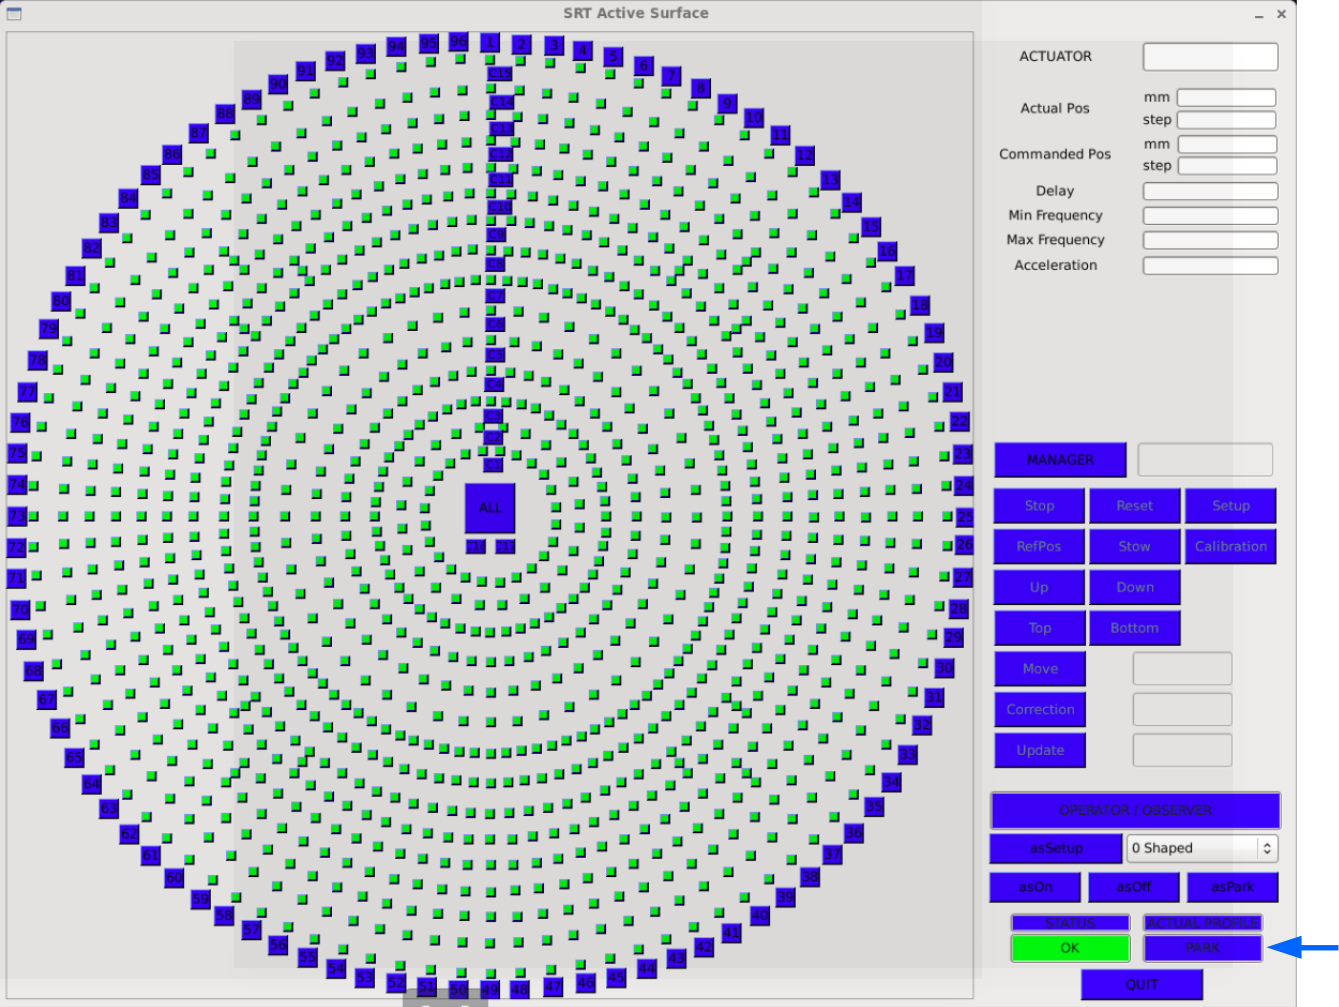 SRT Active Surface
96 1 2 3 4 5 6 7 8 9 10 11 12 13 14 15 16 17 18 19 20 21 22 23 24 25 26 27 28 29 30 31 32 33 34 35 36 37 38 39 40 41 42 43 44 45 46 47 48 49 50 51 52 53 54 55 56 57 58 59 60 61 62 63 64 65 66 67 68 69 70 71 72 73 74 75 76 77 78 79 80 81 82 83 84 85 86 87 88 89 90 91 92 93 94 95
C15
C14
C13
C12
C11
C10
C9
C8
C7
C6
C5
C4
C3
C2
C1
ALL
ACTUATOR
Actual Pos
mm
step
Commanded Pos
mm
step
Delay
Min Frequency
Max Frequency
Acceleration
MANAGER
Stop Reset Setup
RefPos Stow Calibration
Up Down
Top Bottom
Move
Correction
Update
OPERATOR / OBSERVER
asSetup 0 Shaped
asOn asOff asPark
STATUS ACTUAL PROFILE
OK PARK
QUIT